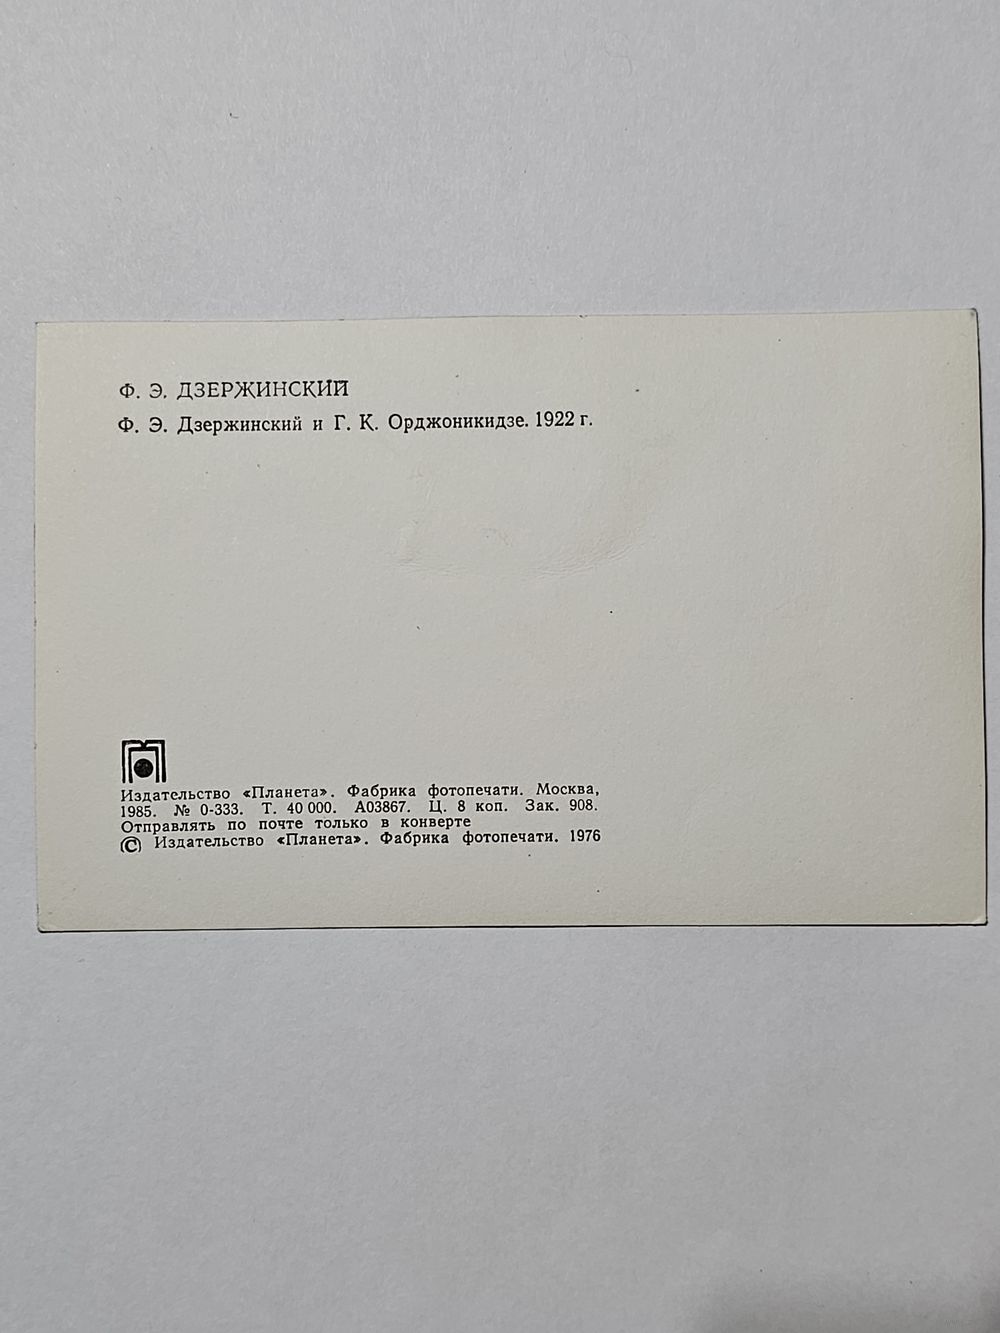 Ф. Э. ДЗЕРЖИНСКИЙ
Ф. Э. Дзержинский и Г. К. Орджоникидзе. 1922 г.
Издательство «Планета». Фабрика фотопечати. Москва,
1985. № 0-333. Т. 40 000. А03867. Ц. 8 коп. Зак. 908.
Отправлять по почте только в конверте
© Издательство «Планета». Фабрика фотопечати. 1976